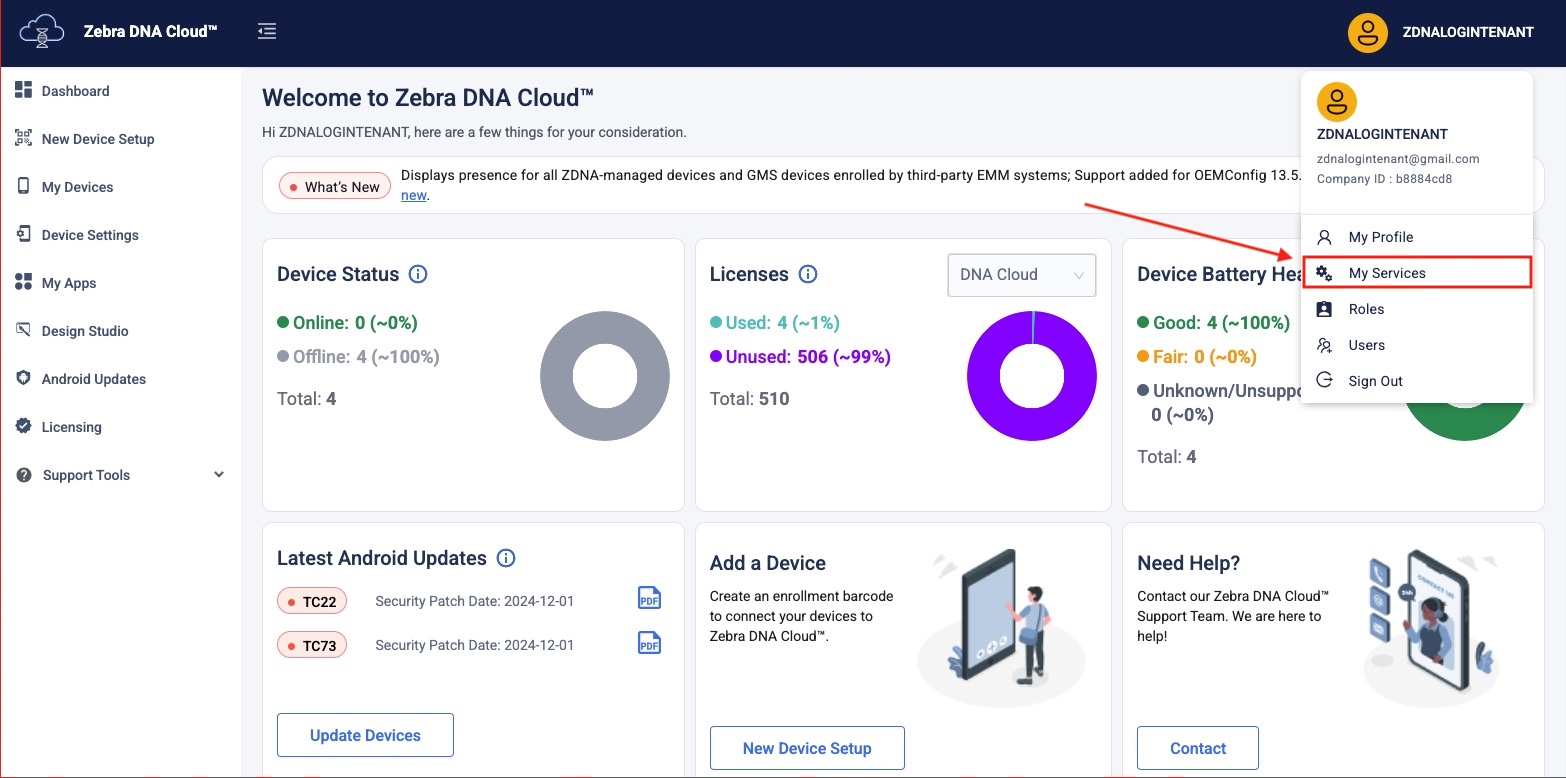 Zebra DNA Cloud™
ZDNALOGINTENANT
Dashboard
New Device Setup
My Devices
Device Settings
My Apps
Design Studio
Android Updates
Licensing
Support Tools
Welcome to Zebra DNA Cloud™
Hi ZDNALOGINTENANT, here are a few things for your consideration.
What's New
Displays presence for all ZDNA-managed devices and GMS devices enrolled by third-party EMM systems; Support added for OEMConfig 13.5.
new.
ZDNALOGINTENANT
zdnalogintenant@gmail.com
Company ID : b8884cd8
My Profile
My Services
Roles
Users
Sign Out
Device Status
Online: 0 (~0%)
Offline: 4 (~100%)
Total: 4
Licenses
DNA Cloud
Used: 4 (~1%)
Unused: 506 (~99%)
Total: 510
Device Battery Hea
Good: 4 (~100%)
Fair: 0 (~0%)
Unknown/Unsuppo
0 (~0%)
Total: 4
Latest Android Updates
TC22 Security Patch Date: 2024-12-01 PDF
TC73 Security Patch Date: 2024-12-01 PDF
Update Devices
Add a Device
Create an enrollment barcode
to connect your devices to
Zebra DNA Cloud™.
New Device Setup
Need Help?
Contact our Zebra DNA Cloud™
Support Team. We are here to
help!
CONTACT US
24h
Contact